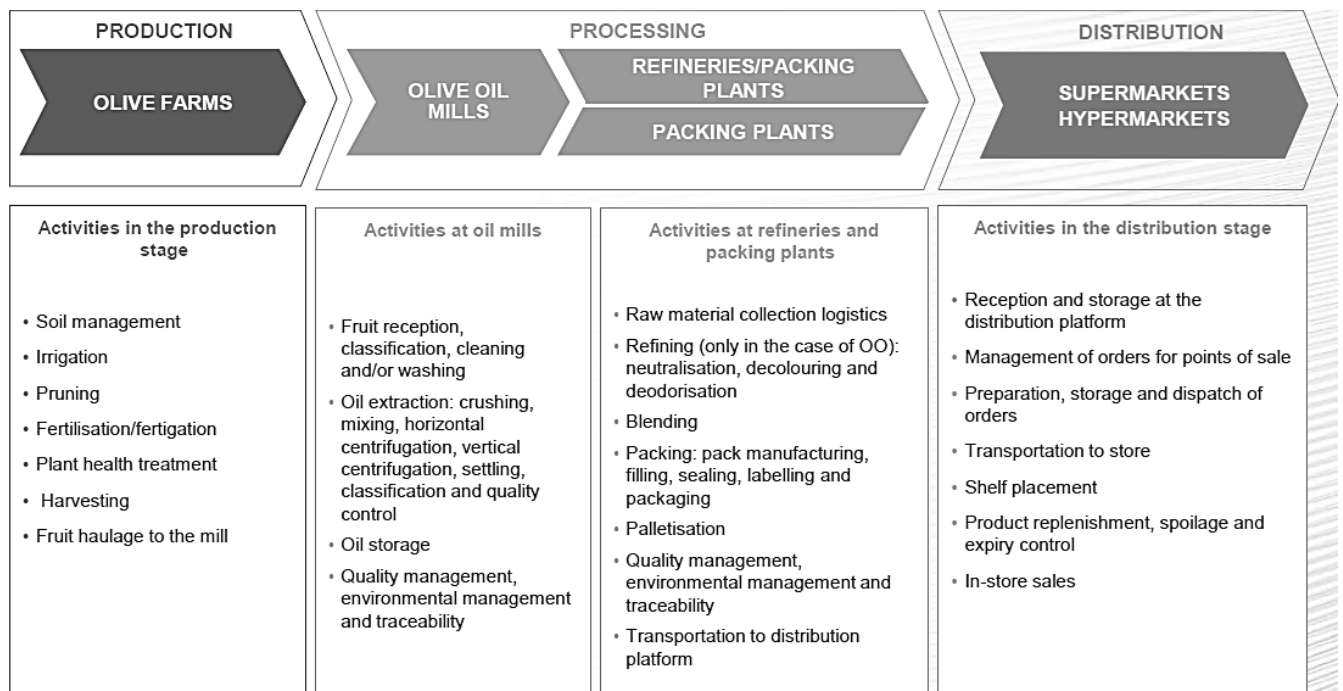 PRODUCTION
OLIVE FARMS
PROCESSING
OLIVE OIL
MILLS
REFINERIES/PACKING
PLANTS
PACKING PLANTS
DISTRIBUTION
SUPERMARKETS
HYPERMARKETS
Activities in the production
stage
• Soil management
• Irrigation
• Pruning
• Fertilisation/fertigation
• Plant health treatment
• Harvesting
• Fruit haulage to the mill
Activities at oil mills
• Fruit reception,
classification, cleaning
and/or washing
• Oil extraction: crushing,
mixing, horizontal
centrifugation, vertical
centrifugation, settling,
classification and quality
control
• Oil storage
• Quality management,
environmental management
and traceability
Activities at refineries and
packing plants
• Raw material collection logistics
• Refining (only in the case of OO):
neutralisation, decolouring and
deodorisation
• Blending
• Packing: pack manufacturing,
filling, sealing, labelling and
packaging
• Palletisation
• Quality management,
environmental management and
traceability
• Transportation to distribution
platform
Activities in the distribution stage
• Reception and storage at the
distribution platform
• Management of orders for points of sale
• Preparation, storage and dispatch of
orders
• Transportation to store
• Shelf placement
• Product replenishment, spoilage and
expiry control
• In-store sales